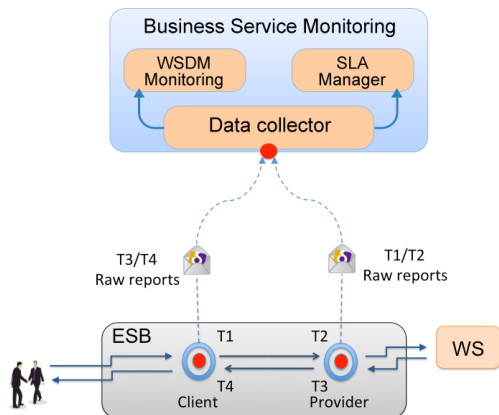 Business Service Monitoring
WSDM
Monitoring
SLA
Manager
Data collector
T3/T4
Raw reports
T1/T2
Raw reports
ESB
T1
T2
T4
T3
Client
Provider
WS